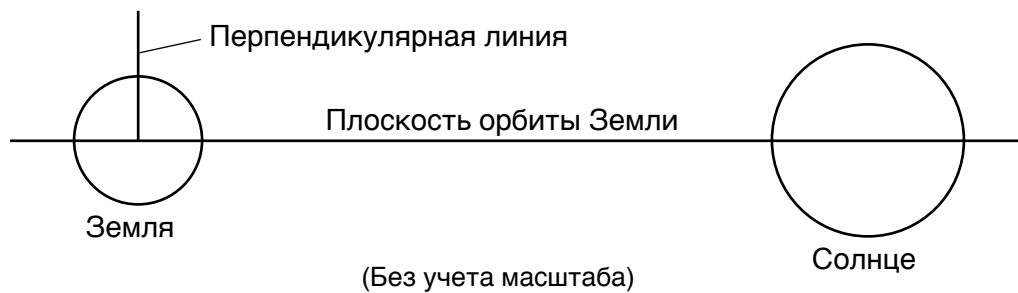 Перпендикулярная линия
Плоскость орбиты Земли
Земля
Солнце
(Без учета масштаба)